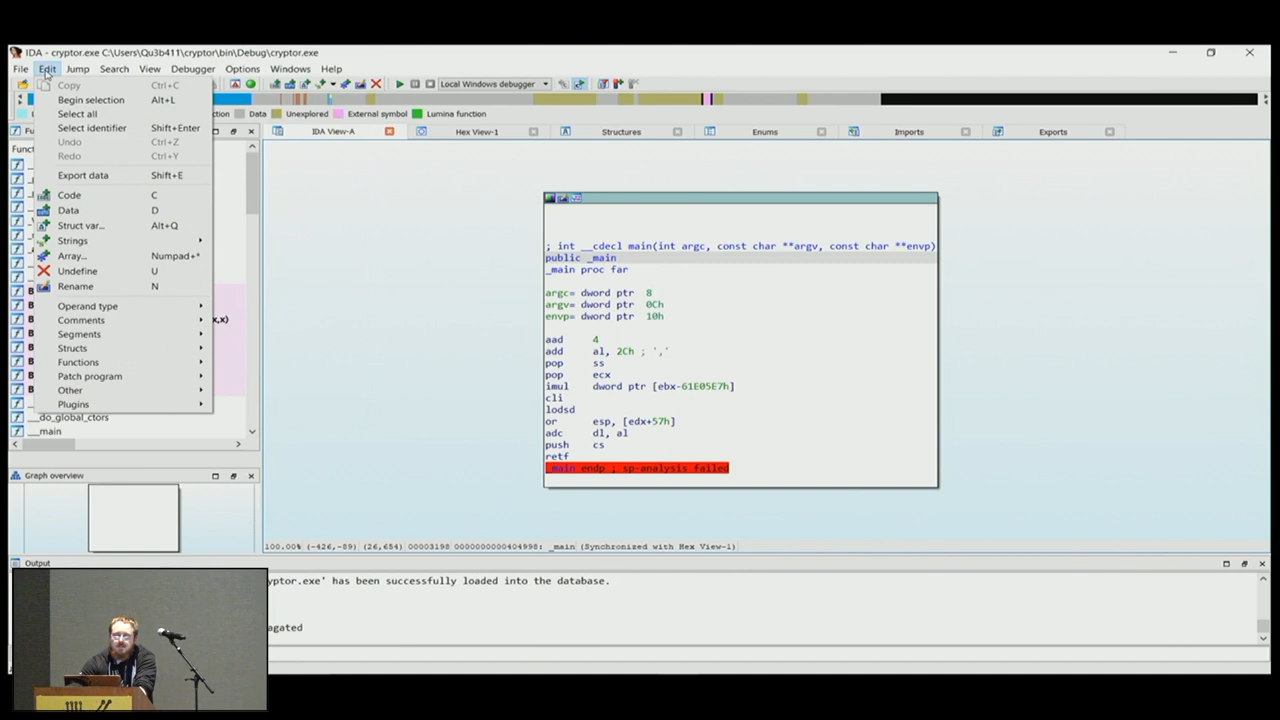 IDA - cryptor.exe C:\Users\Qu3b411\cryptor\bin\Debug\cryptor.exe
File Edit Jump Search View Debugger Options Windows Help
Local Windows debugger
Data Unexplored External symbol Lumina function
IDA View-A Hex View-1 Structures Enums Imports Exports
Copy Ctrl+C
Begin selection Alt+L
Select all
Select identifier Shift+Enter
Undo Ctrl+Z
Redo Ctrl+Y
Export data Shift+E
Code C
Data D
Struct var... Alt+Q
Strings
Array... Numpad+*
Undefine U
Rename N
Operand type
Comments
Segments
Structs
Functions
Patch program
Other
Plugins
__do_global_ctors
__main
; int __cdecl main(int argc, const char **argv, const char **envp)
public _main
_main proc far
argc= dword ptr 8
argv= dword ptr 0Ch
envp= dword ptr 10h
aad 4
add al, 2Ch ; ','
pop ss
pop ecx
imul dword ptr [ebx-61E05E7h]
cli
lodsd
or esp, [edx+57h]
adc dl, al
push cs
retf
_main endp ; sp-analysis failed
Graph overview
100.00% (-426,-89) (26,654) 00003198 0000000000404998: _main (Synchronized with Hex View-1)
Output
yptor.exe' has been successfully loaded into the database.
agated